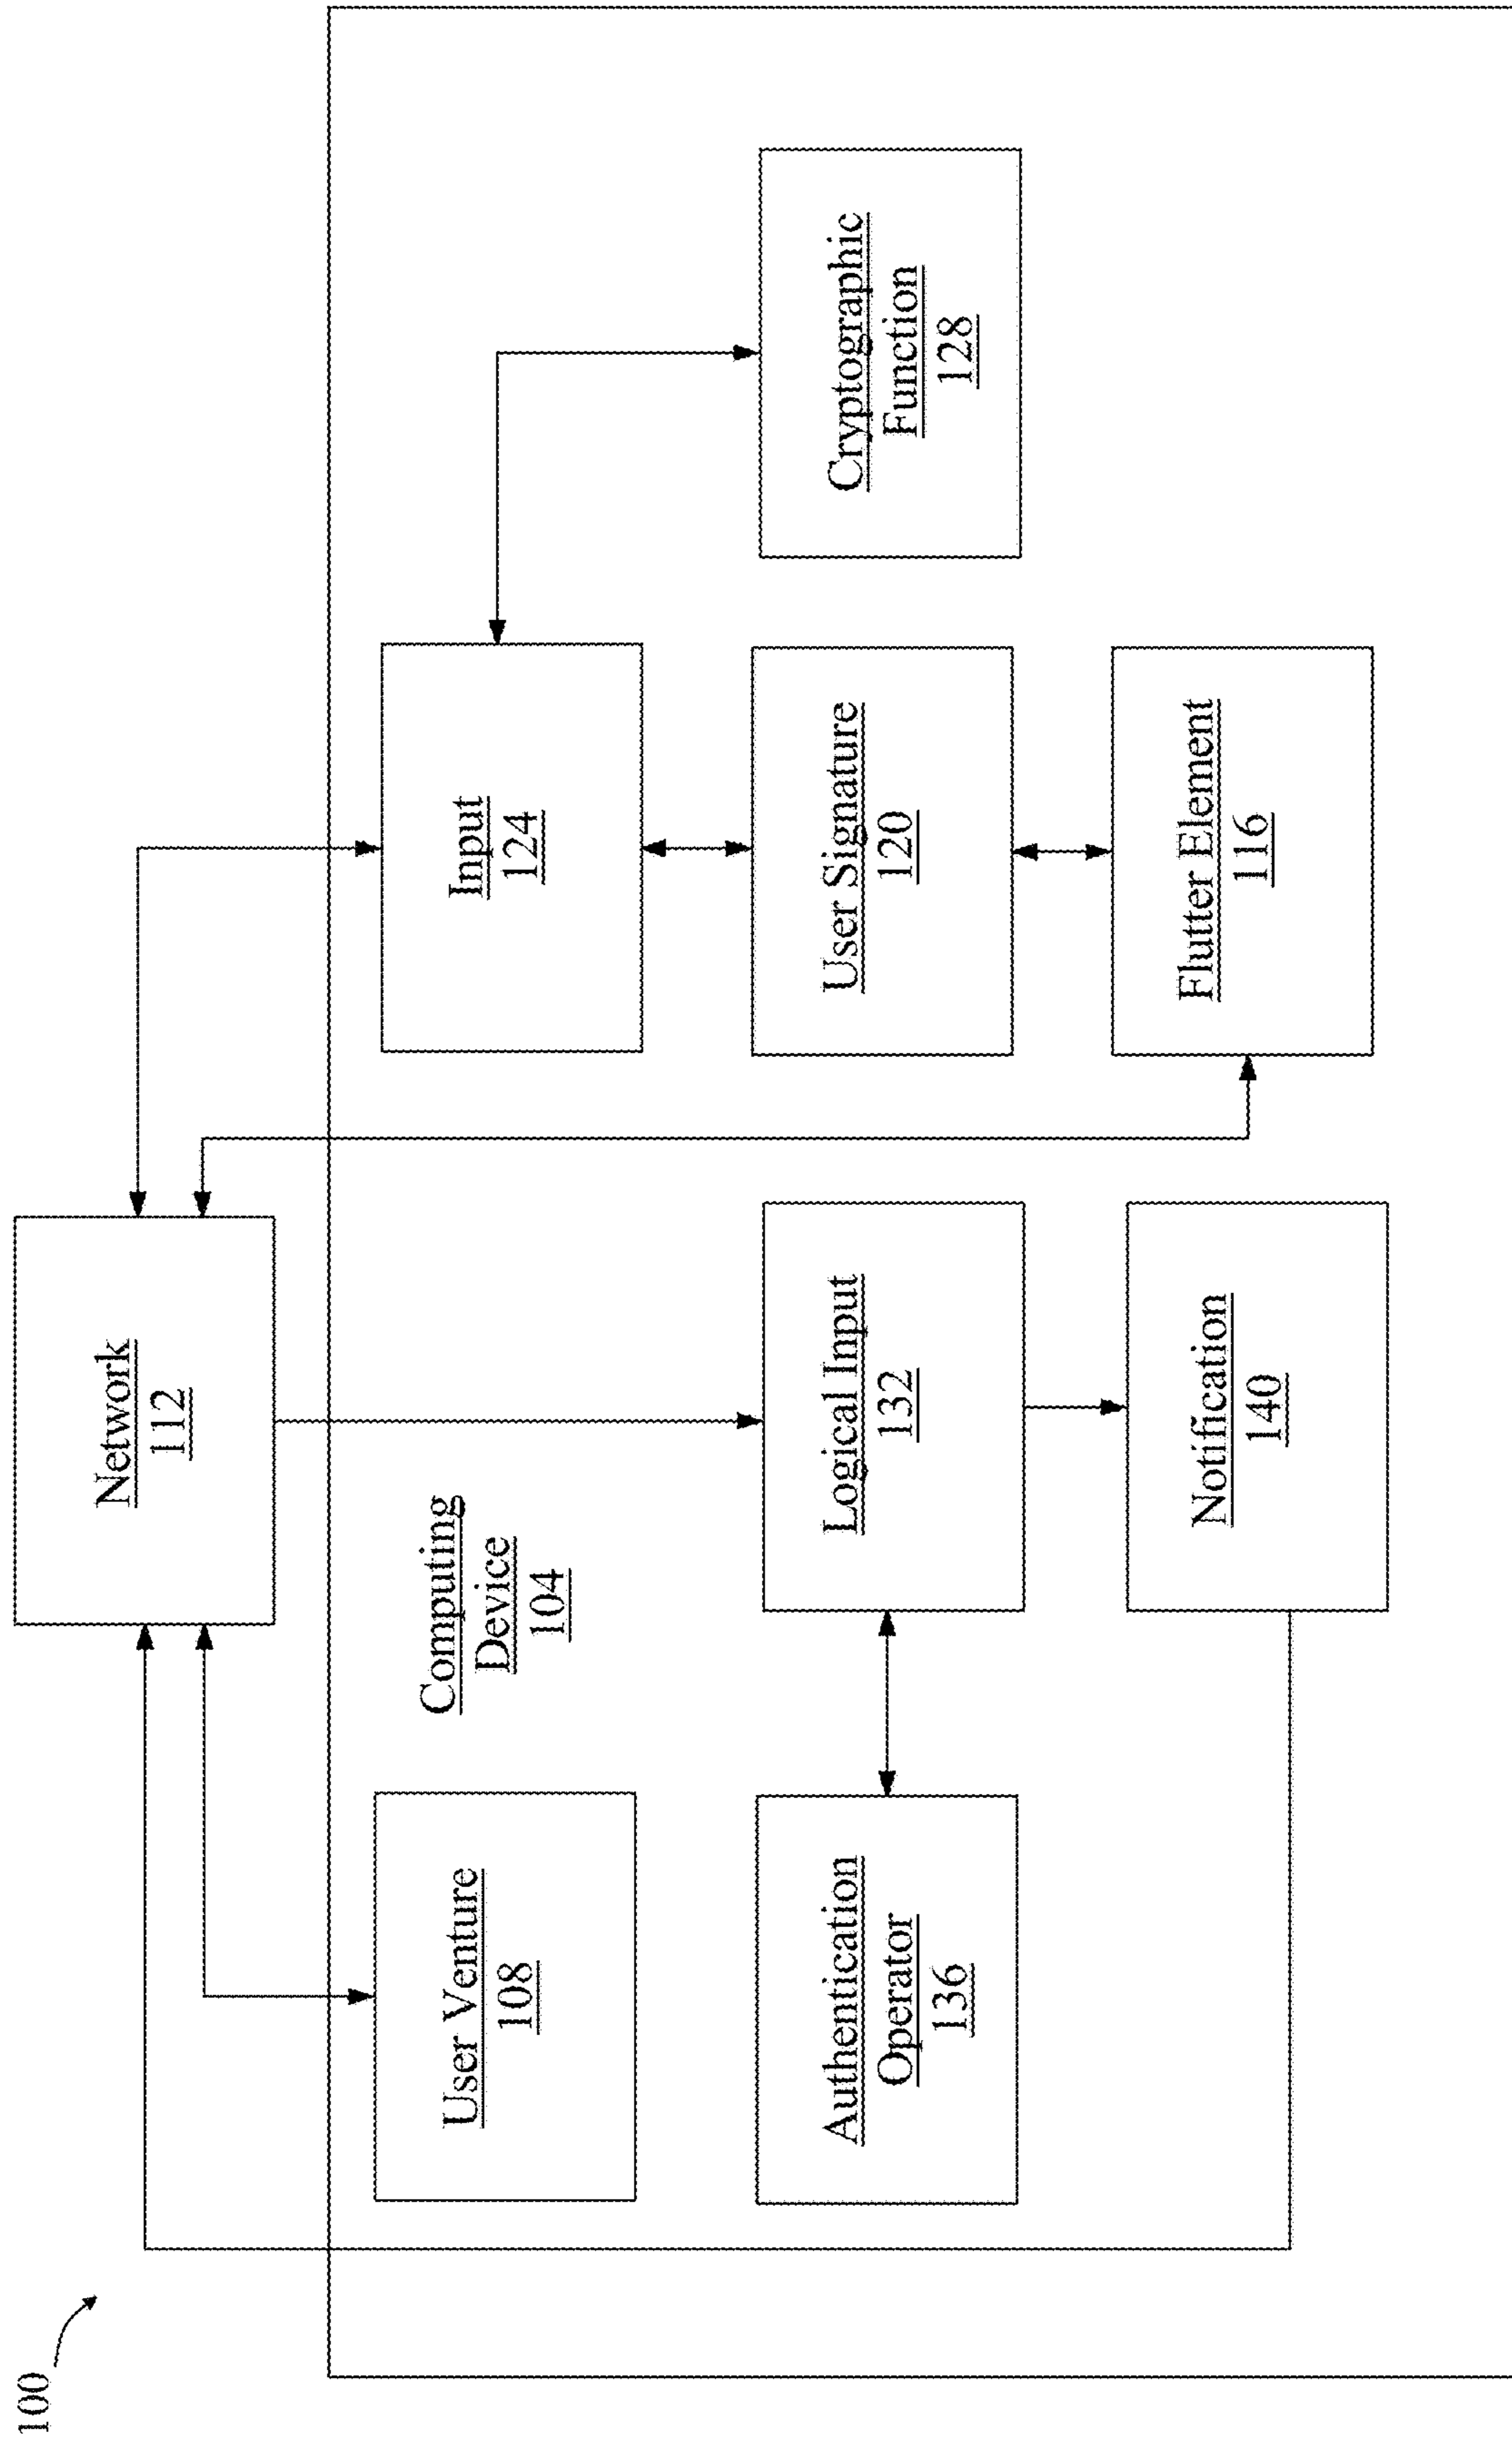 100
Network
112
Computing
Device
104
User Venture
108
Input
124
Authentication
Operator
136
Logical Input
132
User Signature
120
Cryptographic
Function
128
Notification
140
Flutter Element
116